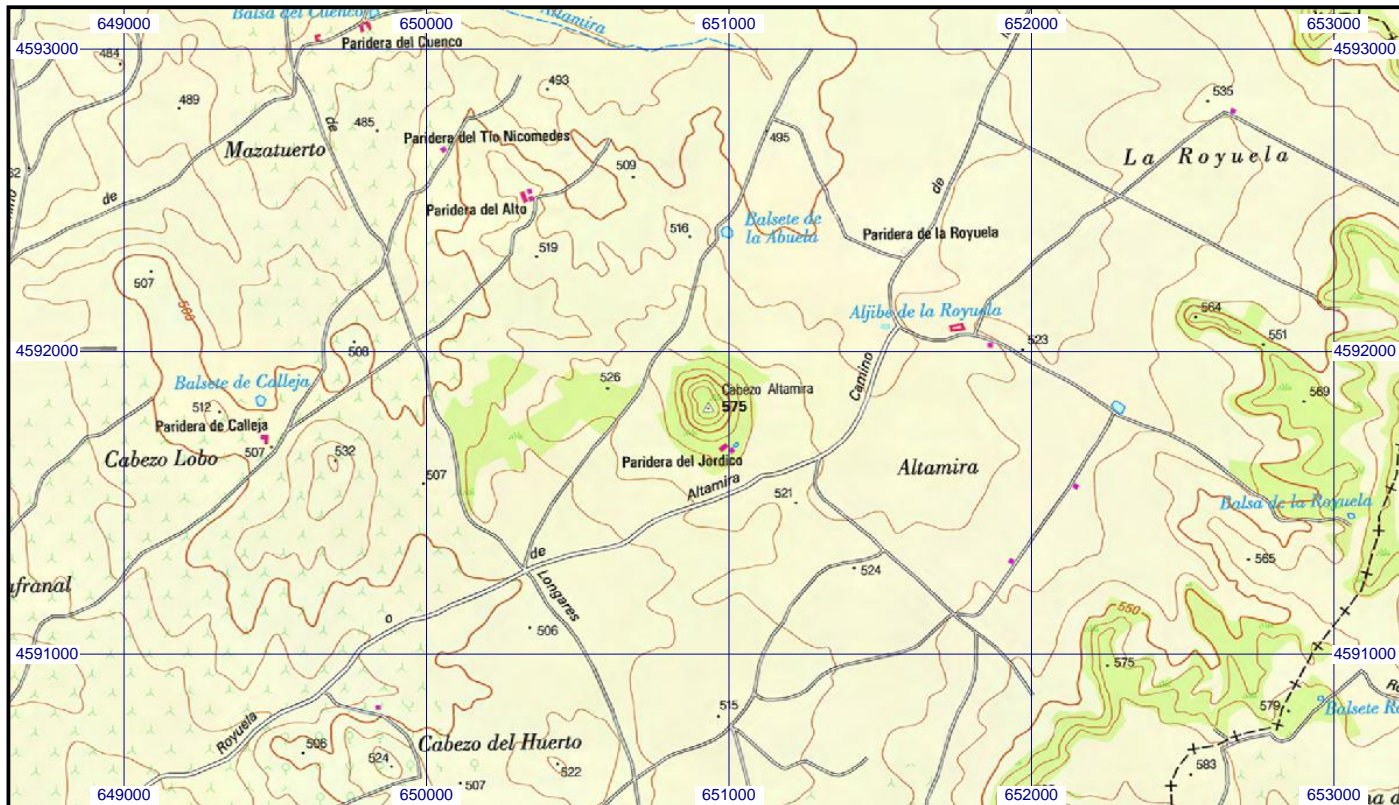 649000
650000
651000
652000
653000
Balsa del Cuenco
Altamira
4593000
Paridera del Cuenco
4593000
484
493
535
489
485
de
Paridera del Tío Nicomedes
495
Mazatuerto
La Royuela
509
de
de
Paridera del Alto
Balsete de
la Abuela
516
Paridera de la Royuela
519
507
500
564
Aljibe de la Royuela
551
4592000
508
523
4592000
Balsete de Calleja
526
Cabezo Altamira
575
Camino
569
512
Paridera de Calleja
507
532
Cabezo Lobo
507
Paridera del Jordico
Altamira
Altamira
521
Balsa de la Royuela
de
565
524
Longares
afranal
o
550
506
4591000
575
4591000
515
579
Balsete Ro
Royuela
506
Cabezo del Huerto
524
522
507
583
649000
650000
651000
652000
653000